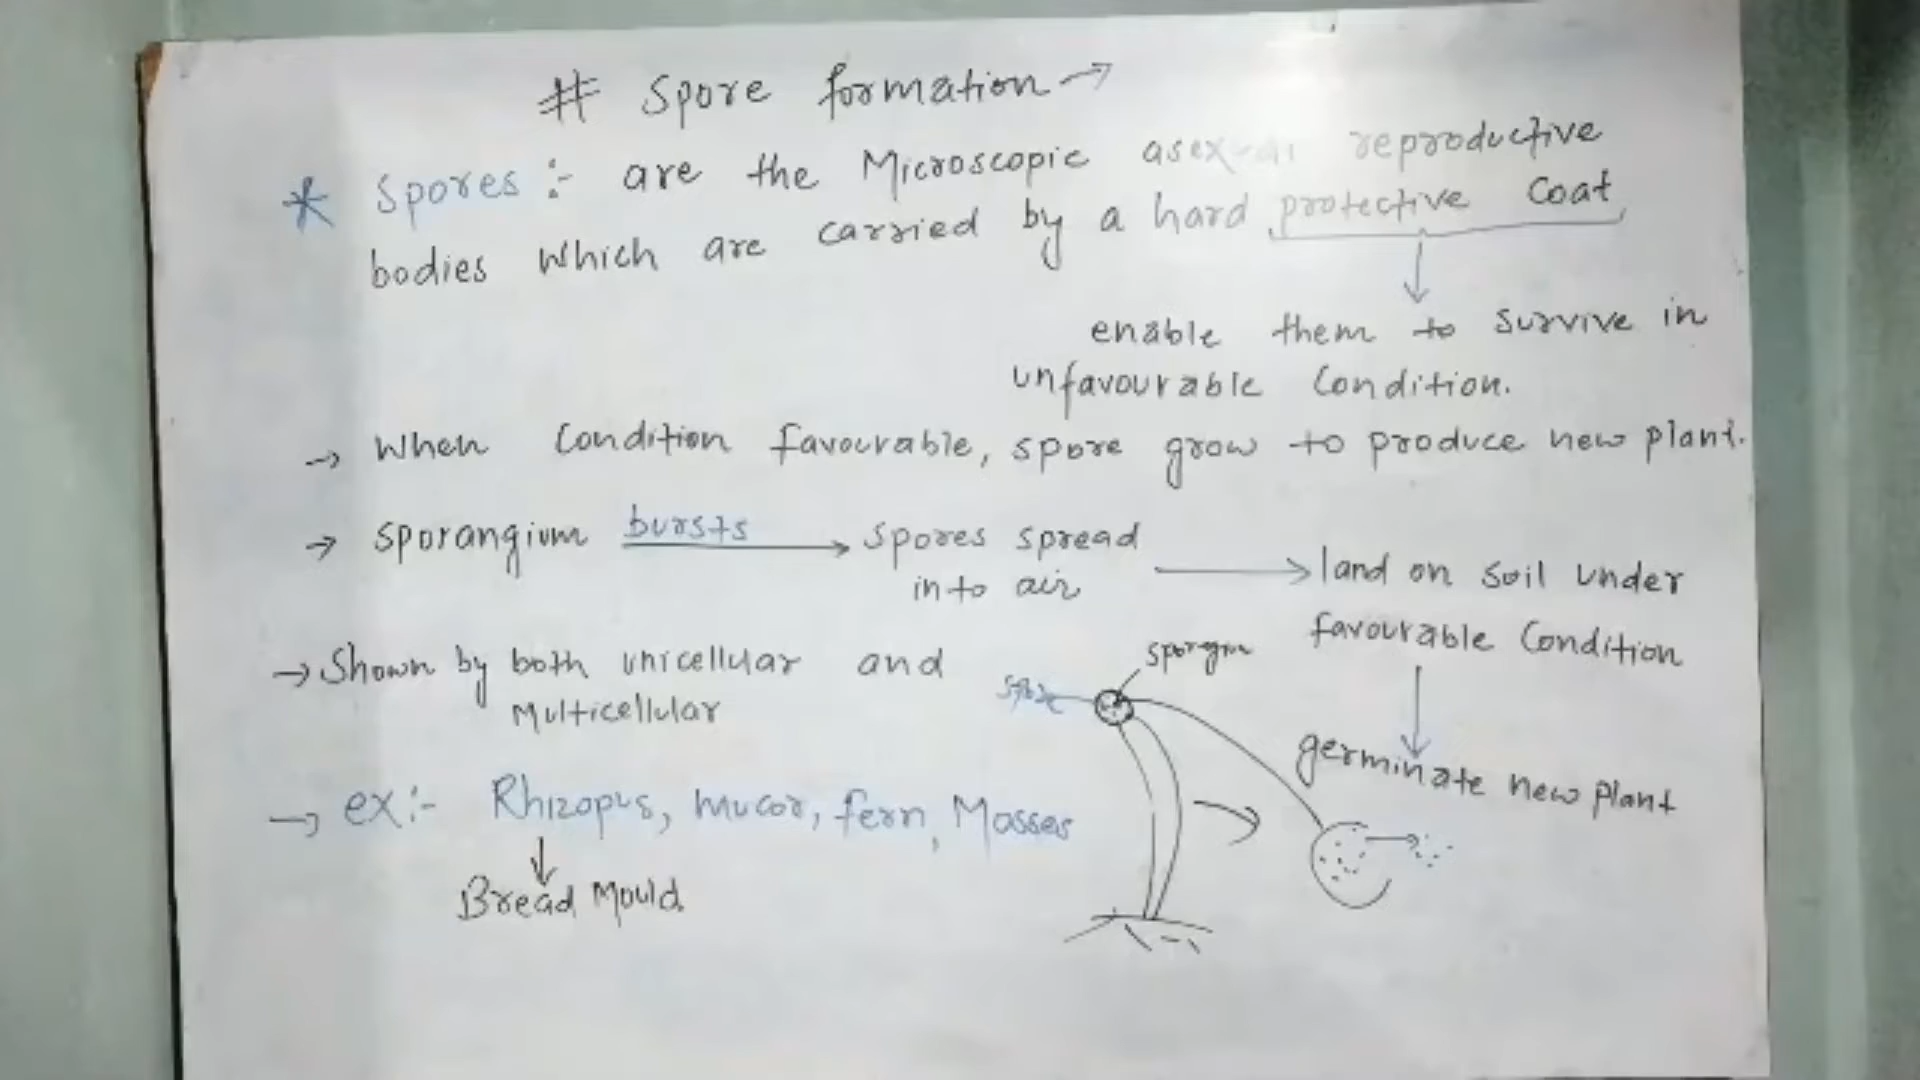 # Spore formation →
* Spores :- are the Microscopic asexual reproductive
bodies which are carried by a hard protective Coat
enable them to survive in
unfavourable Condition.
→ When Condition favourable, spore grow to produce new plant.
→ Sporangium bursts → Spores spread
into air
→ land on Soil under
favourable Condition
germinate new plant
→ Shown by both unicellular and
Multicellular
→ ex:- Rhizopus, mucor, fern, Mosses
Bread Mould